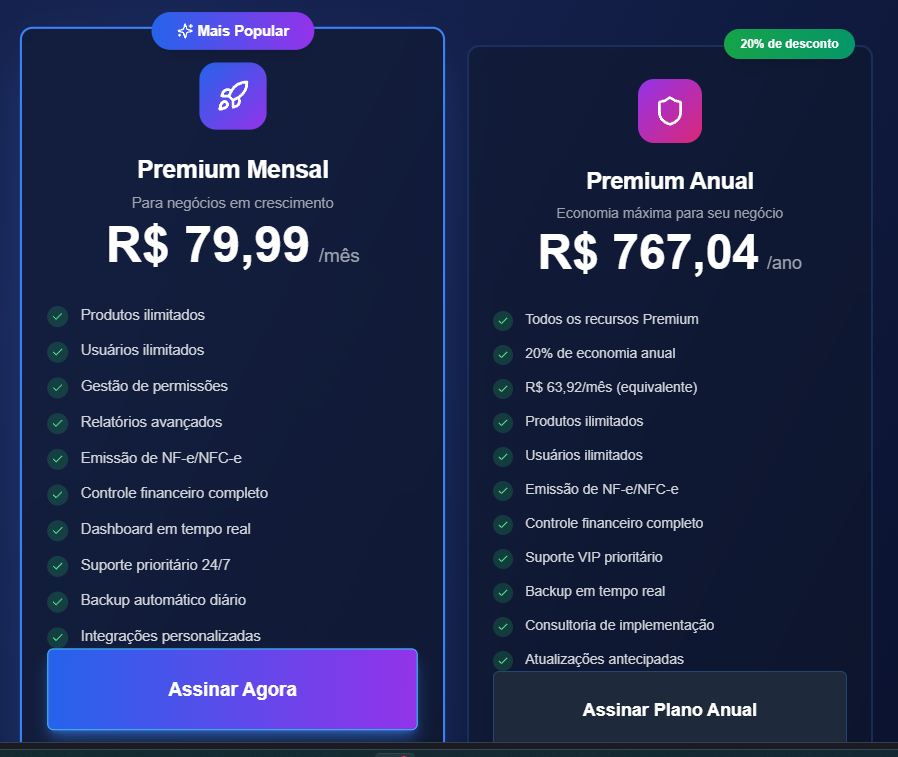 Mais Popular
Premium Mensal
Para negócios em crescimento
R$ 79,99 /mês
Produtos ilimitados
Usuários ilimitados
Gestão de permissões
Relatórios avançados
Emissão de NF-e/NFC-e
Controle financeiro completo
Dashboard em tempo real
Suporte prioritário 24/7
Backup automático diário
Integrações personalizadas
Assinar Agora
20% de desconto
Premium Anual
Economia máxima para seu negócio
R$ 767,04 /ano
Todos os recursos Premium
20% de economia anual
R$ 63,92/mês (equivalente)
Produtos ilimitados
Usuários ilimitados
Emissão de NF-e/NFC-e
Controle financeiro completo
Suporte VIP prioritário
Backup em tempo real
Consultoria de implementação
Atualizações antecipadas
Assinar Plano Anual